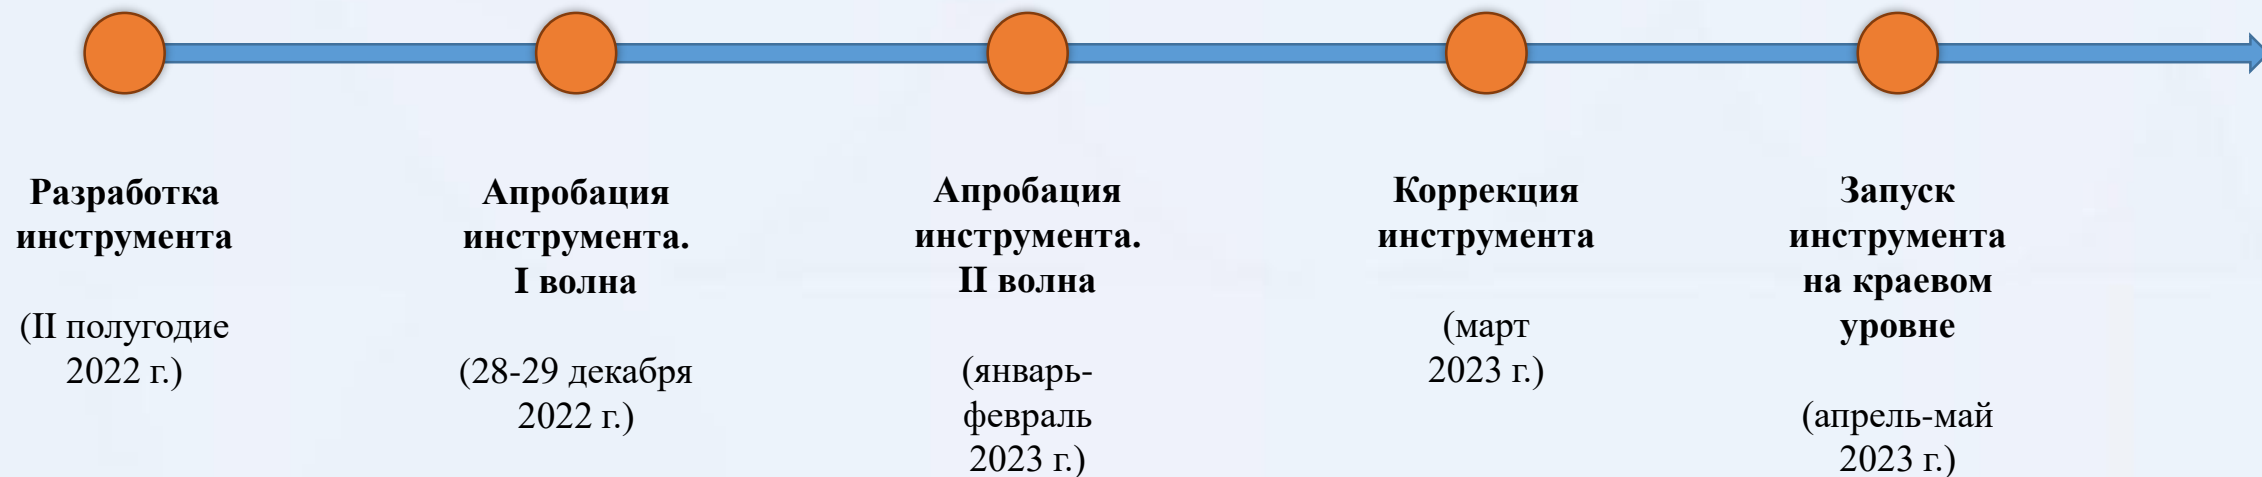 Разработка
инструмента
(II полугодие
2022 г.)
Апробация
инструмента.
I волна
(28-29 декабря
2022 г.)
Апробация
инструмента.
II волна
(январь-
февраль
2023 г.)
Коррекция
инструмента
(март
2023 г.)
Запуск
инструмента
на краевом
уровне
(апрель-май
2023 г.)